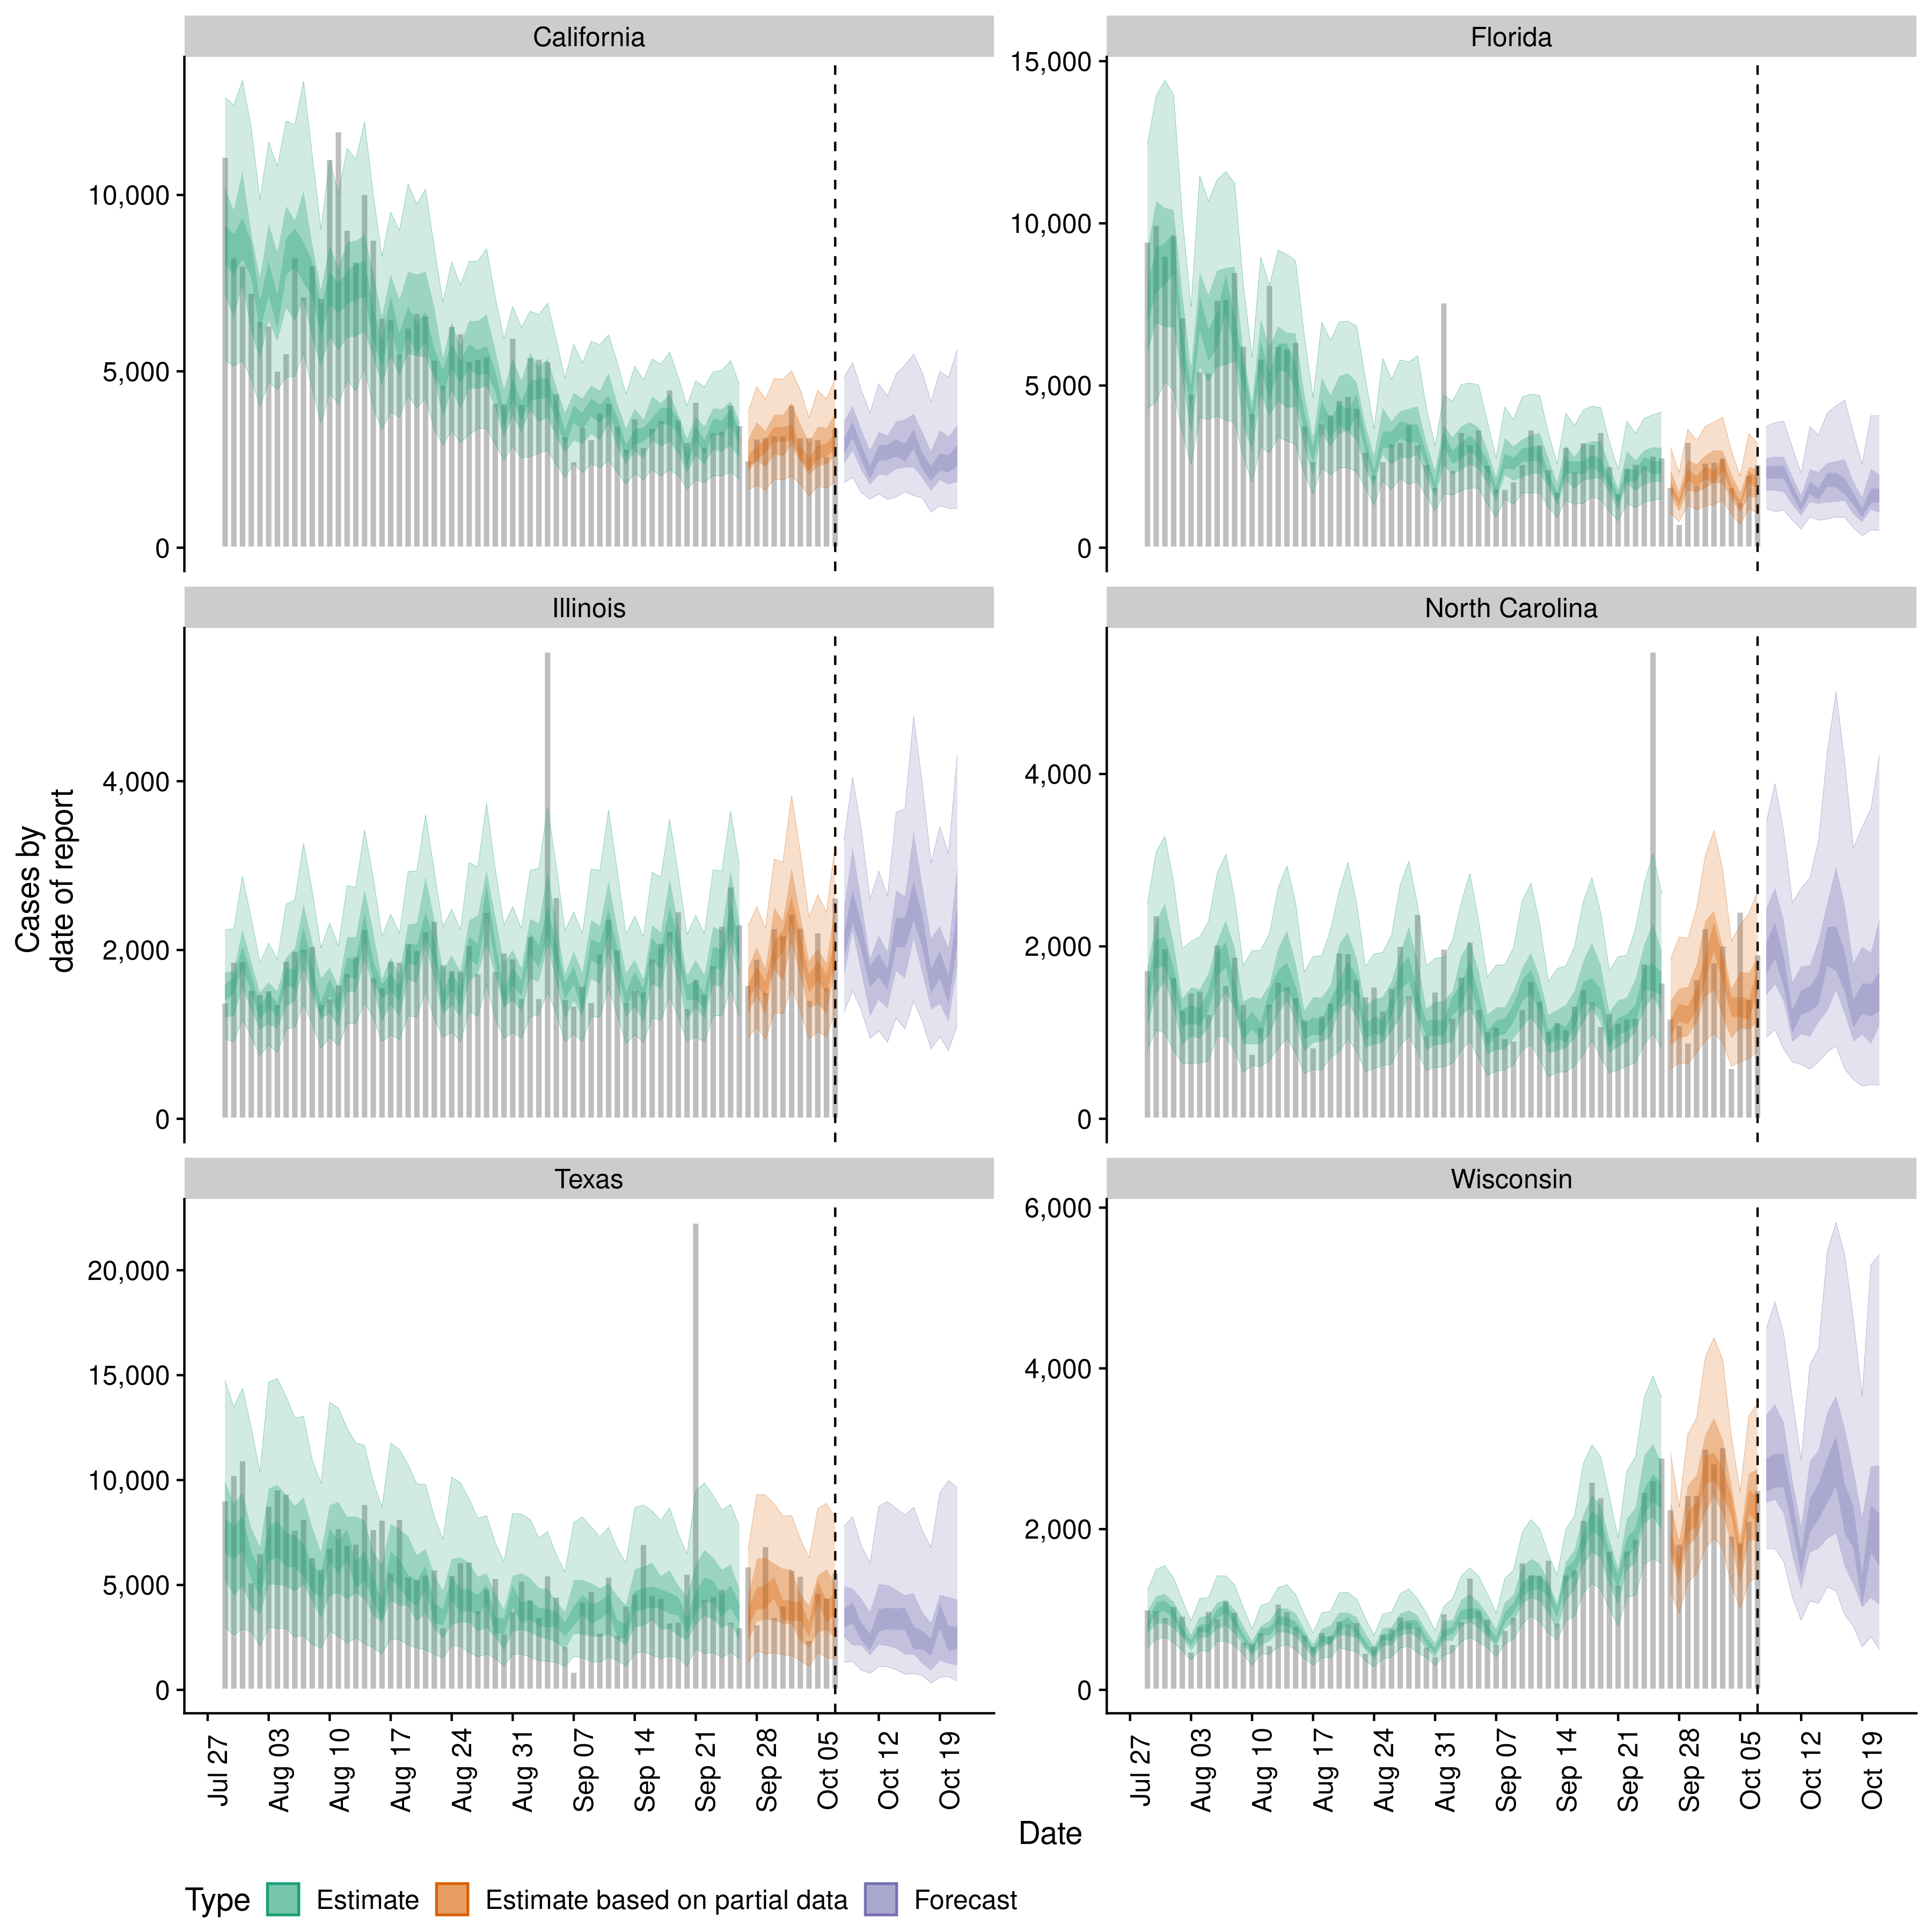 California
Florida
15,000
10,000
5,000
0
10,000
5,000
0
Illinois
North Carolina
Cases by
date of report
4,000
2,000
0
4,000
2,000
0
Texas
Wisconsin
20,000
15,000
10,000
5,000
0
6,000
4,000
2,000
0
Jul 27
Aug 03
Aug 10
Aug 17
Aug 24
Aug 31
Sep 07
Sep 14
Sep 21
Sep 28
Oct 05
Oct 12
Oct 19
Jul 27
Aug 03
Aug 10
Aug 17
Aug 24
Aug 31
Sep 07
Sep 14
Sep 21
Sep 28
Oct 05
Oct 12
Oct 19
Date
Type Estimate Estimate based on partial data Forecast